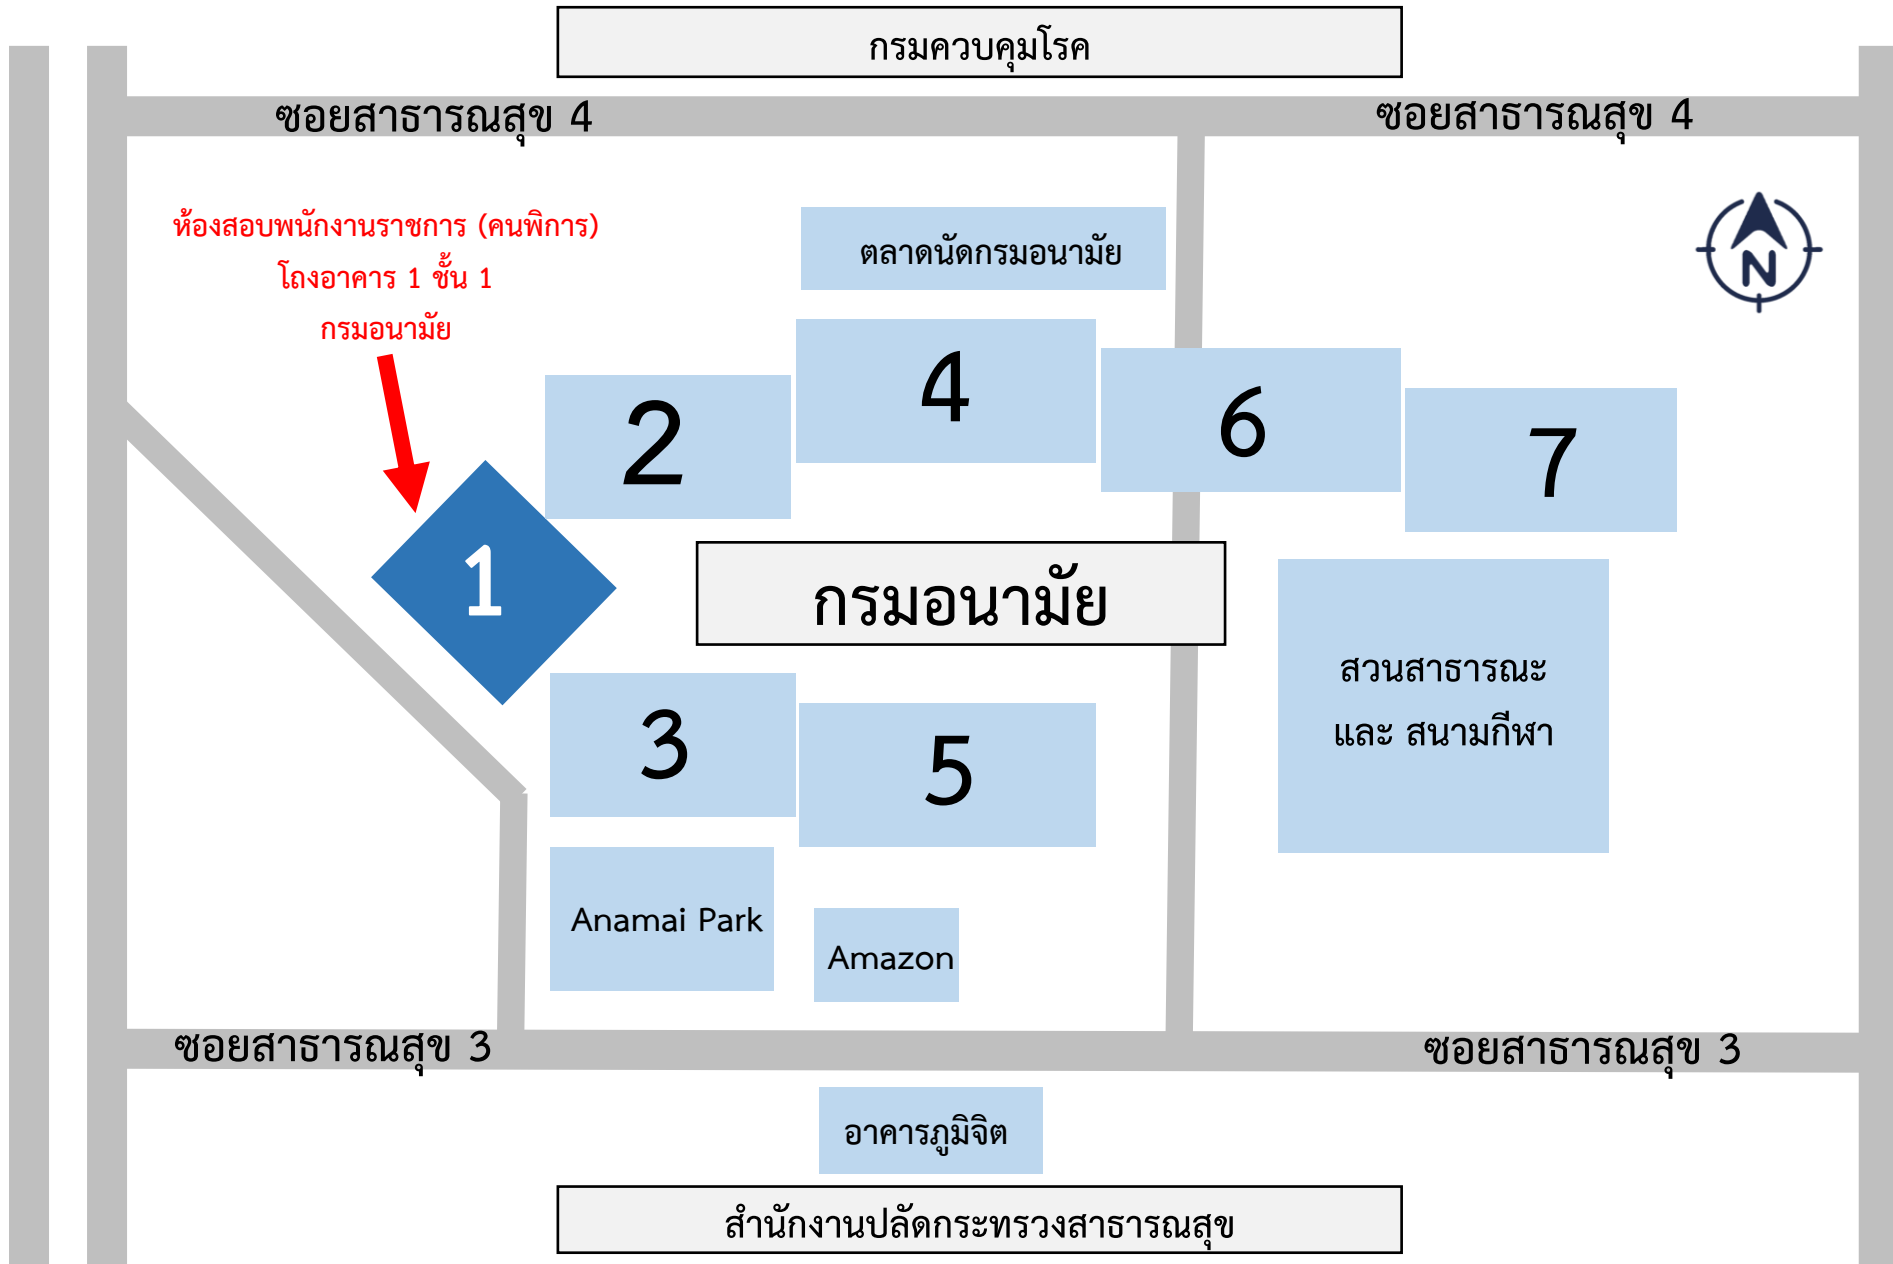 กรมควบคุมโรค
ซอยสาธารณสุข 4
ซอยสาธารณสุข 4
ห้องสอบพนักงานราชการ (คนพิการ)
โถงอาคาร 1 ชั้น 1
กรมอนามัย
ตลาดนัดกรมอนามัย
N
2
4
6
7
1
กรมอนามัย
สวนสาธารณะ
และ สนามกีฬา
3
5
Anamai Park
Amazon
ซอยสาธารณสุข 3
ซอยสาธารณสุข 3
อาคารภูมิจิต
สำนักงานปลัดกระทรวงสาธารณสุข